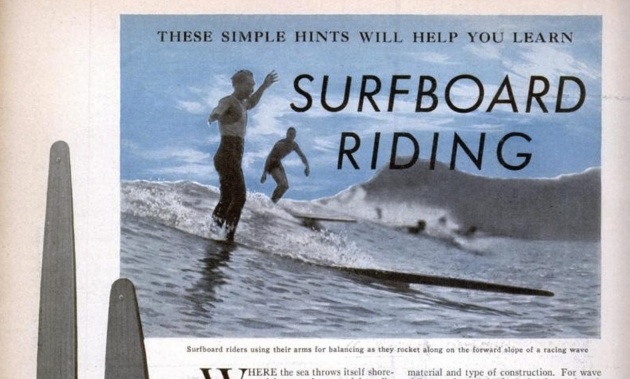 THESE SIMPLE HINTS WILL HELP YOU LEARN
SURFBOARD
RIDING
Surfboard riders using their arms for balancing as they rocket along on the forward slope of a racing wave
WHERE the sea throws itself shore-
material and type of construction. For wave